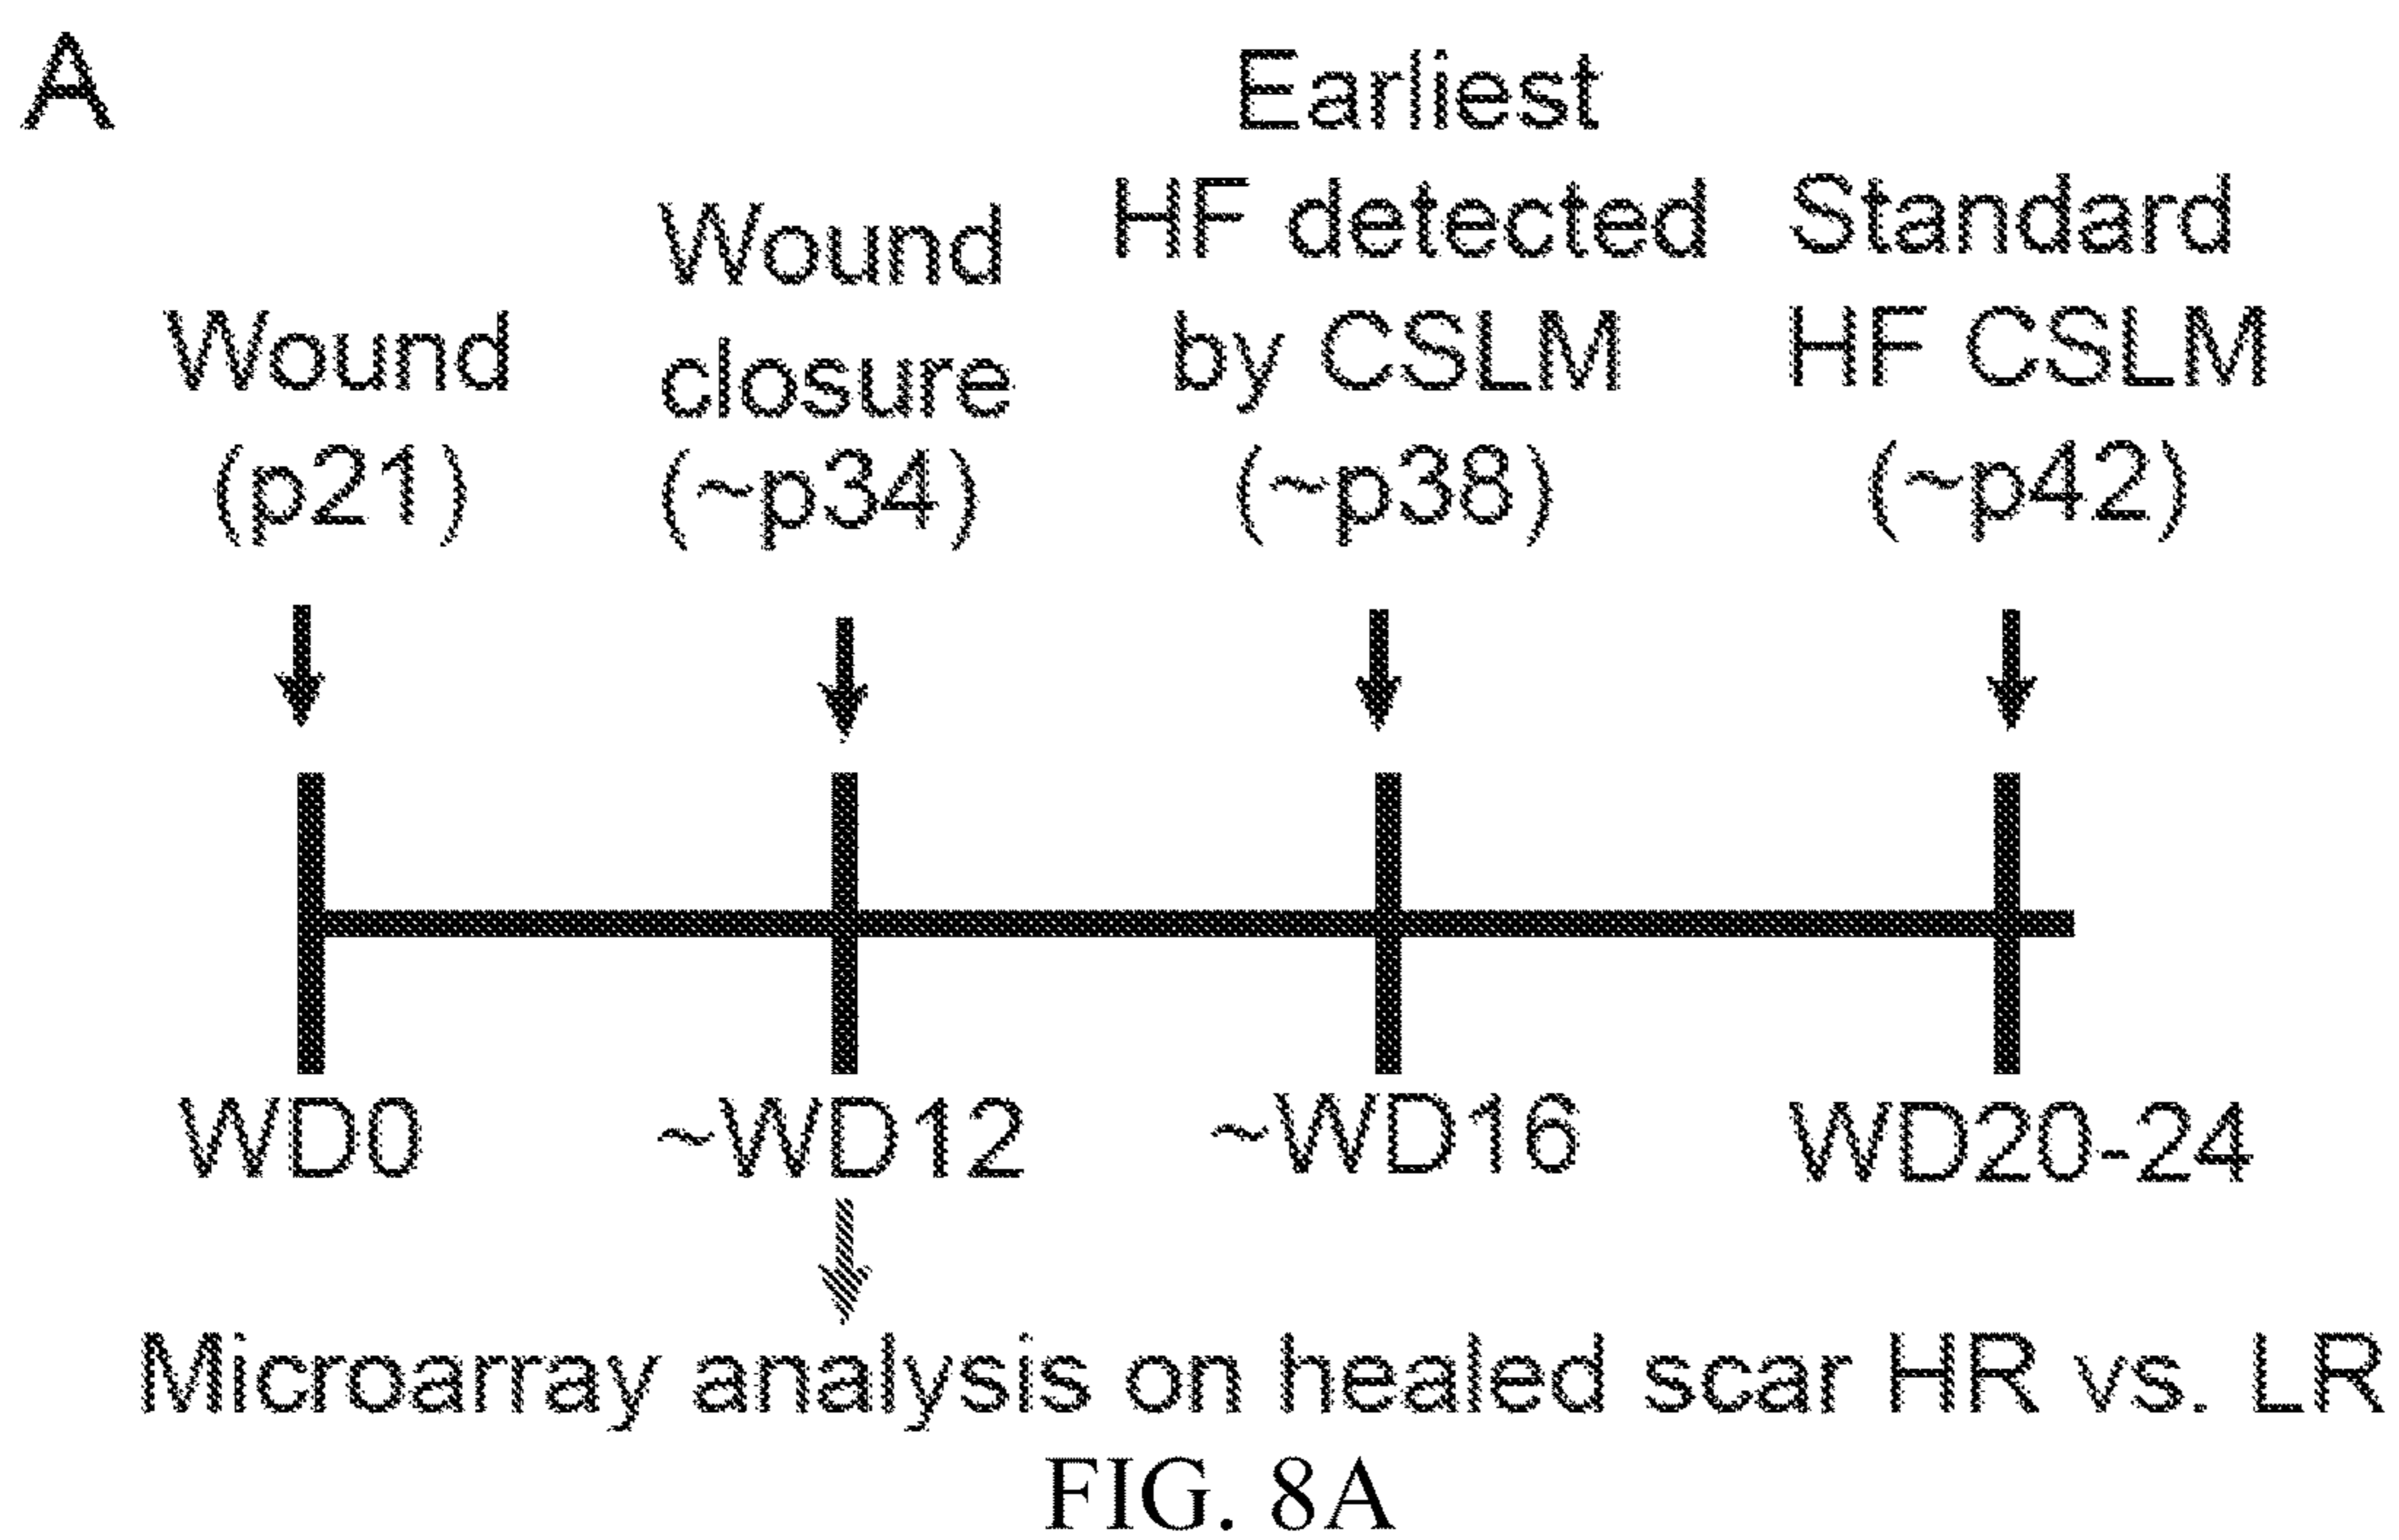 A
Wound
(p21)
Wound
closure
(~p34)
Earliest
HF detected
by CSLM
(~p38)
Standard
HF CSLM
(~p42)
WD0
~WD12
~WD16
WD20-24
Microarray analysis on healed scar HR vs. LR
FIG. 8A